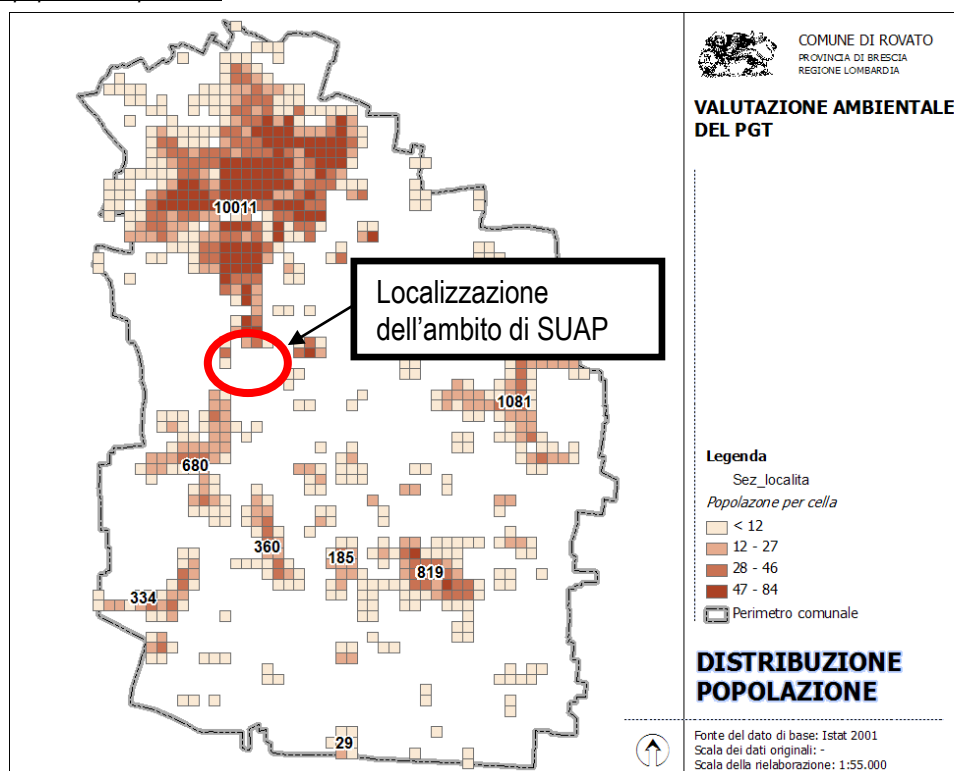 COMUNE DI ROVATO
PROVINCIA DI BRESCIA
REGIONE LOMBARDIA
VALUTAZIONE AMBIENTALE
DEL PGT
10011
Localizzazione
dell'ambito di SUAP
1081
680
360
185
819
334
29
Legenda
Sez_localita
Popolazone per cella
< 12
12 - 27
28 - 46
47 - 84
Perimetro comunale
DISTRIBUZIONE
POPOLAZIONE
Fonte del dato di base: Istat 2001
Scala dei dati originali: -
Scala della rielaborazione: 1:55.000